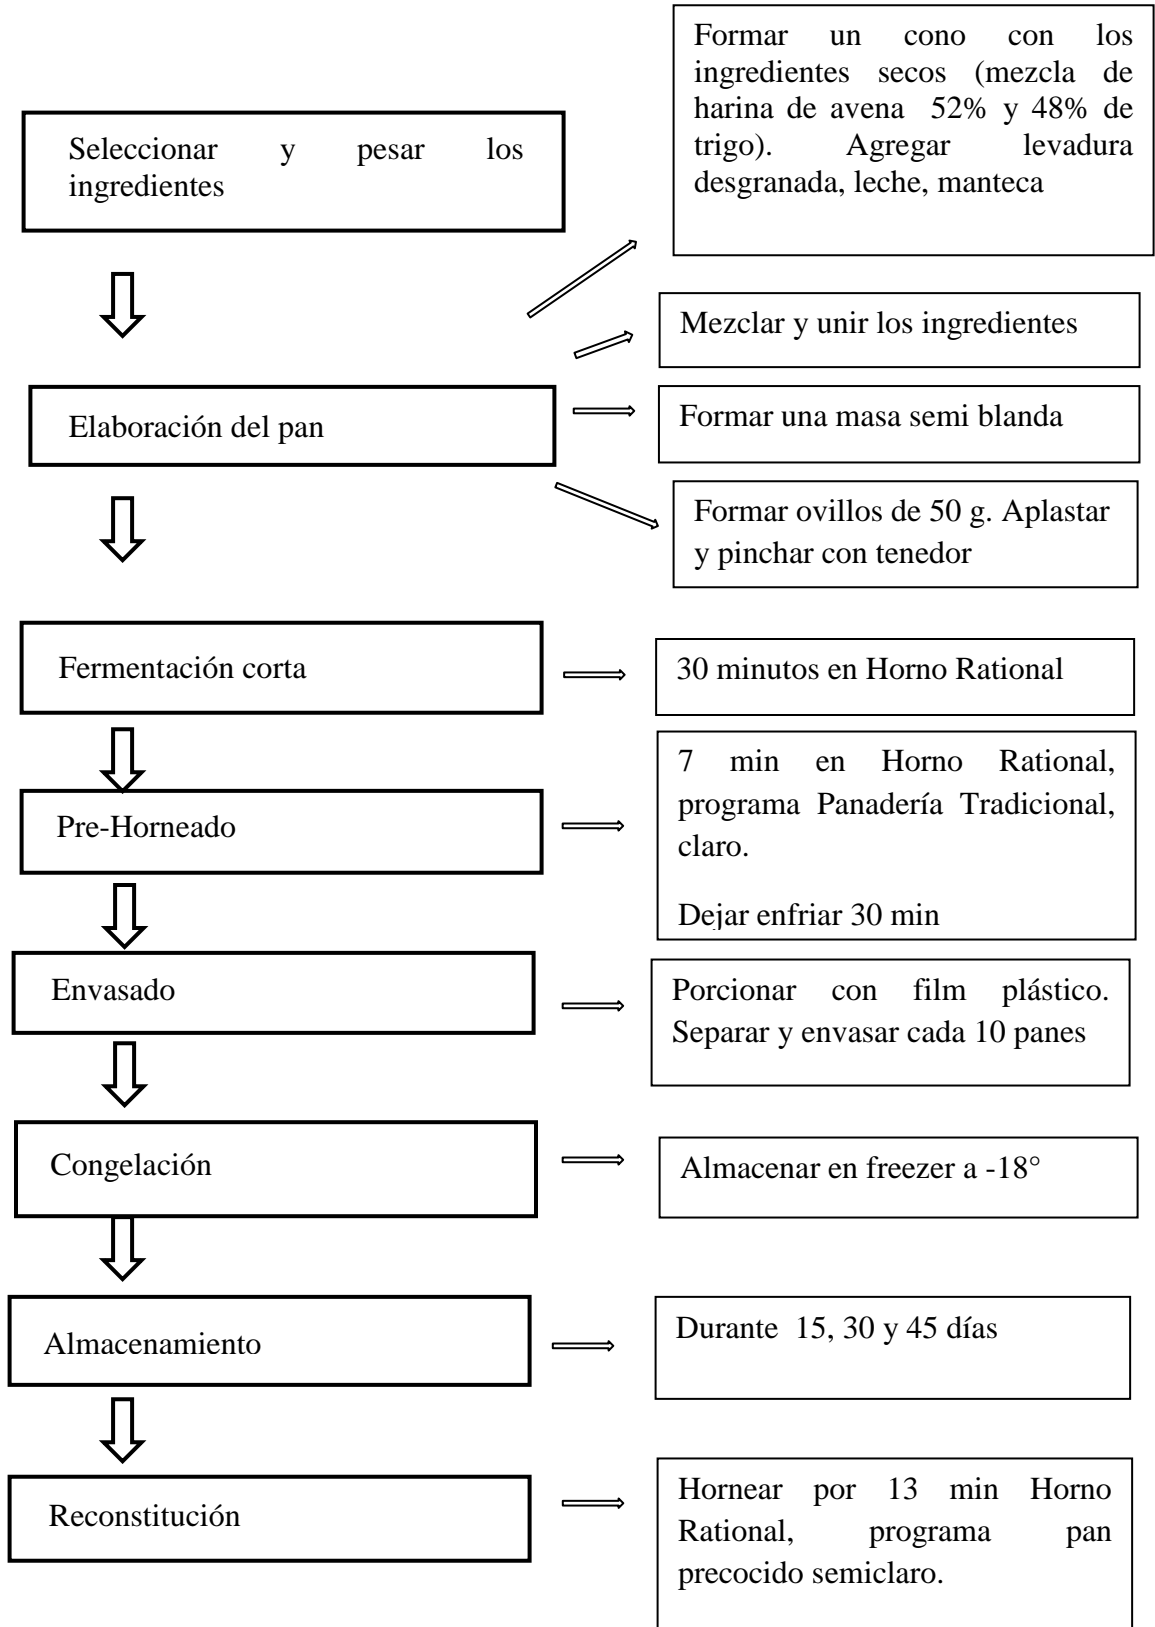 Seleccionar y pesar los
ingredientes
Formar un cono con los
ingredientes secos (mezcla de
harina de avena 52% y 48% de
trigo). Agregar levadura
desgranada, leche, manteca
Elaboración del pan
Mezclar y unir los ingredientes
Formar una masa semi blanda
Formar ovillos de 50 g. Aplastar
y pinchar con tenedor
Fermentación corta
30 minutos en Horno Rational
Pre-Horneado
7 min en Horno Rational,
programa Panadería Tradicional,
claro.
Dejar enfriar 30 min
Envasado
Porcionar con film plástico.
Separar y envasar cada 10 panes
Congelación
Almacenar en freezer a -18°
Almacenamiento
Durante 15, 30 y 45 días
Reconstitución
Hornear por 13 min Horno
Rational, programa pan
precocido semiclaro.